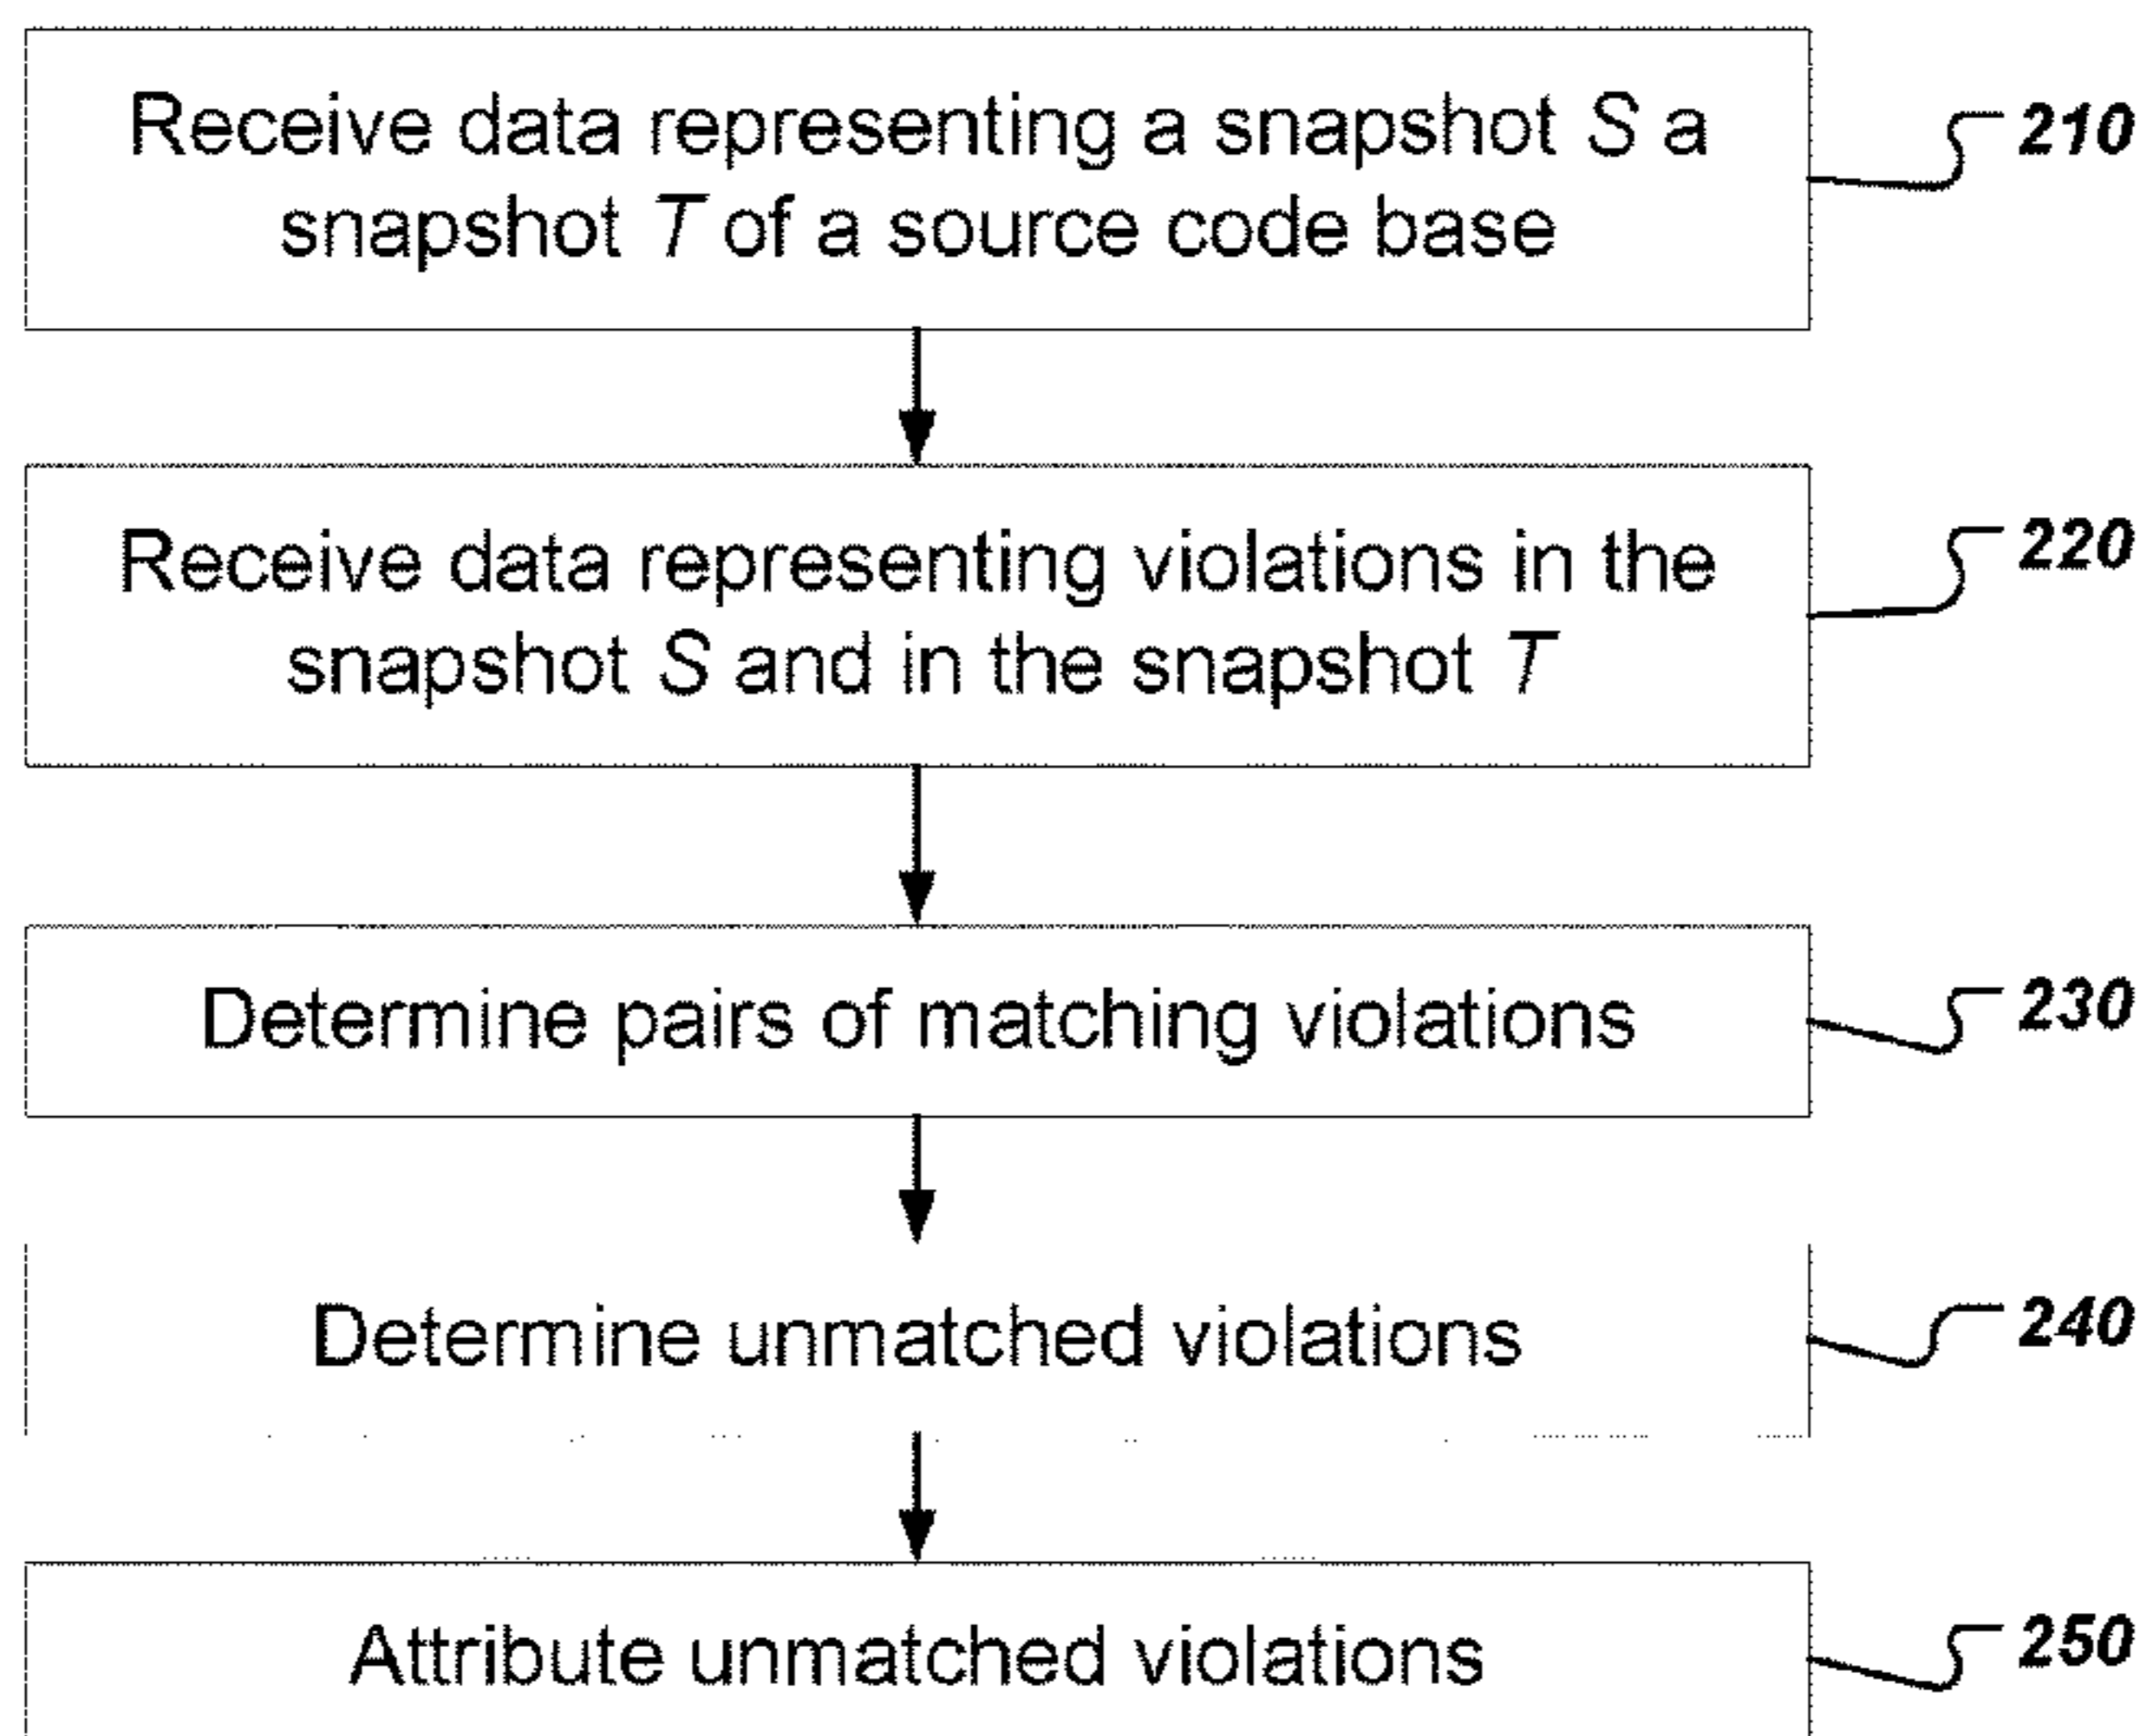 Receive data representing a snapshot S a
snapshot T of a source code base
210
Receive data representing violations in the
snapshot S and in the snapshot T
220
Determine pairs of matching violations
230
Determine unmatched violations
240
Attribute unmatched violations
250